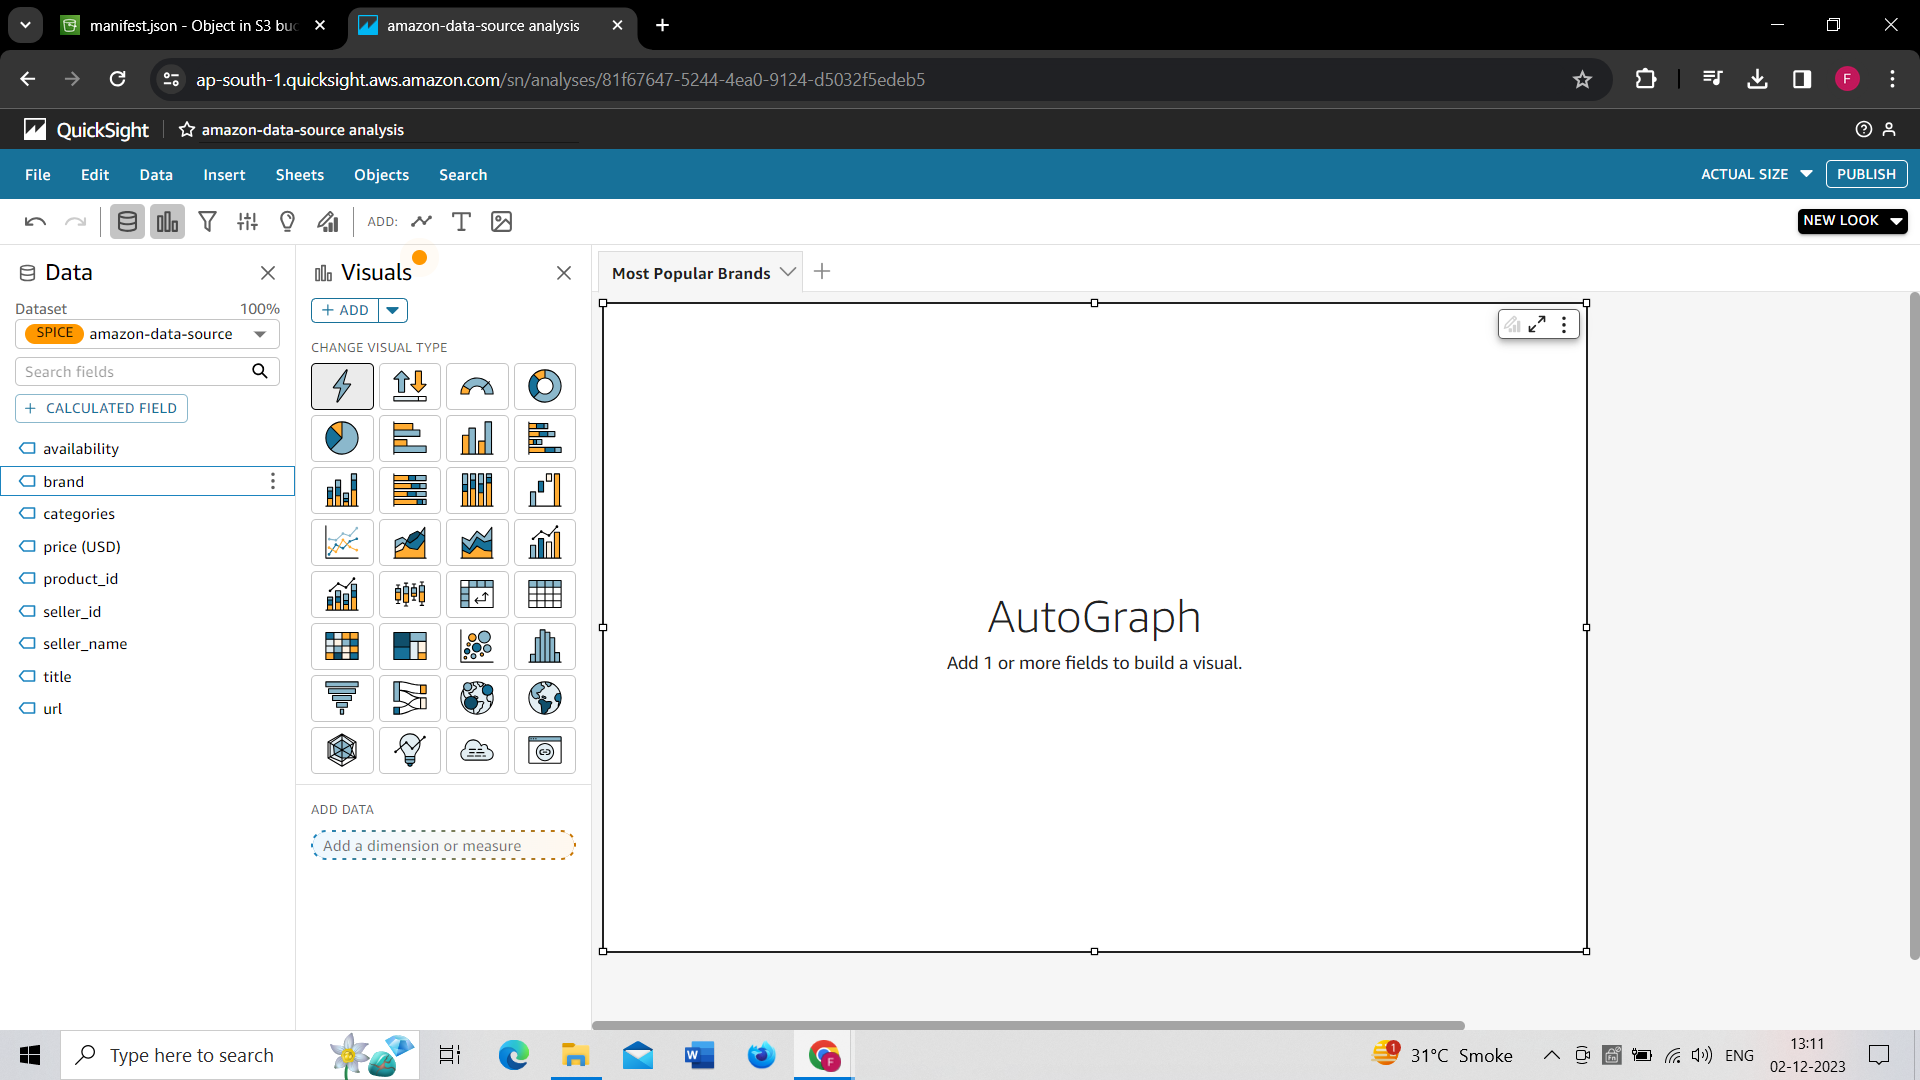 manifest.json - Object in S3 buc
amazon-data-source analysis
ap-south-1.quicksight.aws.amazon.com/sn/analyses/81f67647-5244-4ea0-9124-d5032f5edeb5
F
QuickSight
amazon-data-source analysis
File Edit Data Insert Sheets Objects Search
ACTUAL SIZE
PUBLISH
ADD:
NEW LOOK
Data
Dataset 100%
SPICE amazon-data-source
Search fields
+ CALCULATED FIELD
availability
brand
categories
price (USD)
product_id
seller_id
seller_name
title
url
Visuals
+ ADD
CHANGE VISUAL TYPE
ADD DATA
Add a dimension or measure
Most Popular Brands
AutoGraph
Add 1 or more fields to build a visual.
Type here to search
1
31°C Smoke
ENG
13:11
02-12-2023